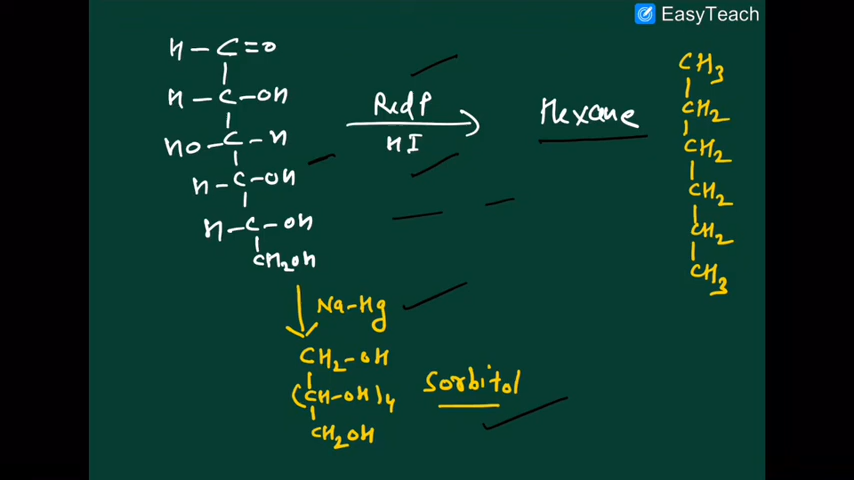 EasyTeach
H-C=O
H-C-OH
HO-C-H
H-C-OH
H-C-OH
CH2OH
Red P
HI
Hexane
CH3
CH2
CH2
CH2
CH2
CH3
Na-Hg
CH2-OH
(CH-OH)4
CH2OH
Sorbitol